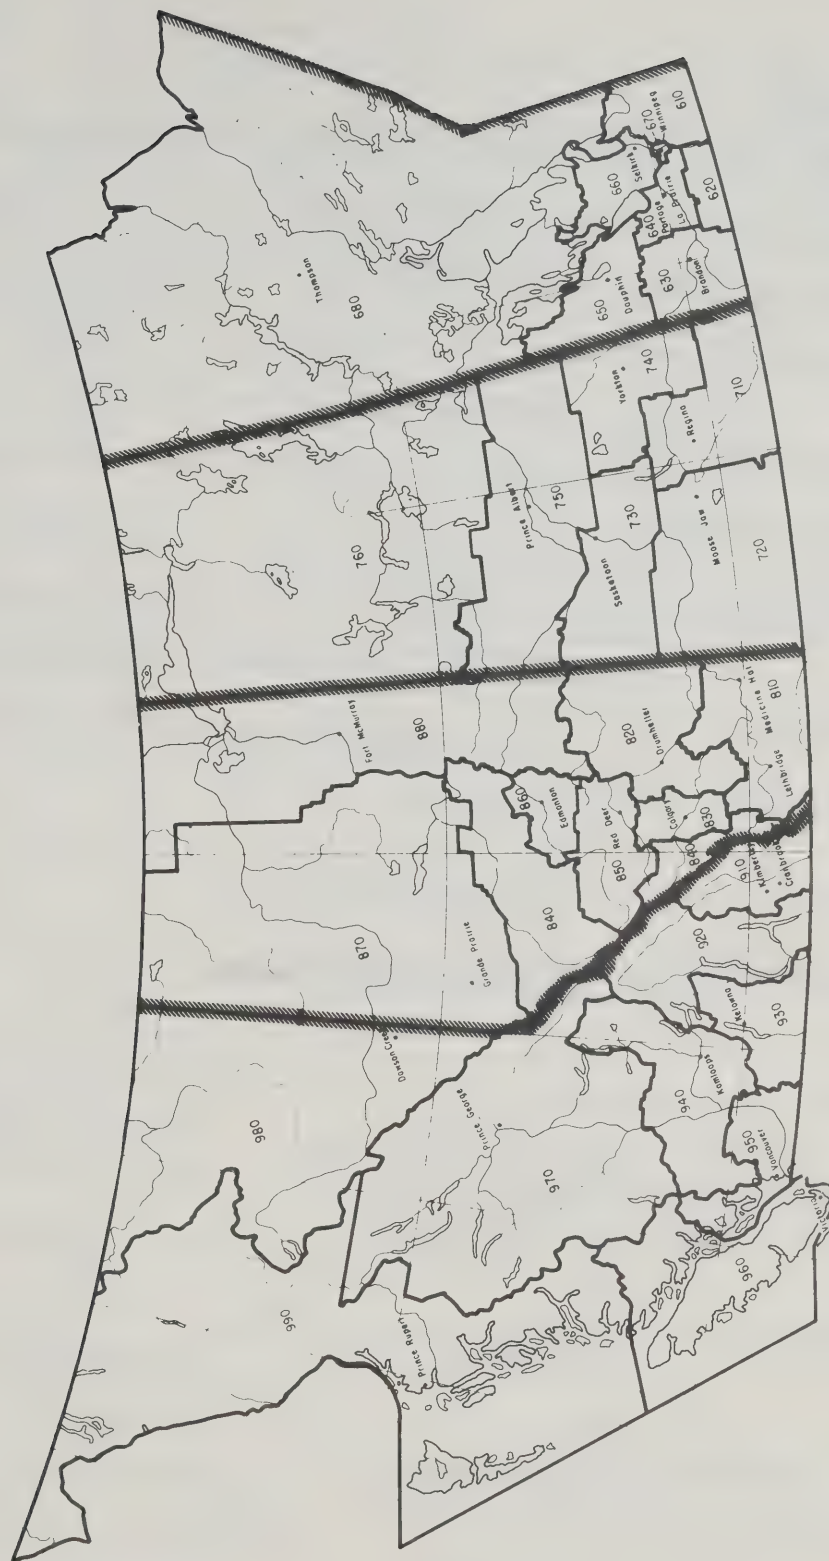 Thompson
680
660
Selkirk
670
Winnipeg
610
640
Portage
La Prairie
620
650
Dauphin
630
Brandon
760
750
Prince Albert
740
Yorkton
Regina
710
730
Saskatoon
Moose Jaw
720
Fort McMurray
880
820
Drumheller
Medicine Hat
810
Lethbridge
860
Edmonton
850
Red Deer
Calgary
830
840
840
870
Grande Prairie
910
Kimberley
Cranbrook
920
930
Kelowna
Dawson Creek
980
Prince George
970
940
Kamloops
950
Vancouver
990
Prince Rupert
960
Victoria